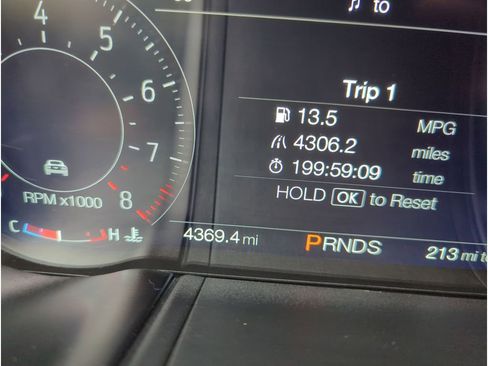 to
4
5
6
7
8
RPM x1000
C H
Trip 1
13.5 MPG
4306.2 miles
199:59:09 time
HOLD OK to Reset
4369.4 mi
PRNDS
213 mi to